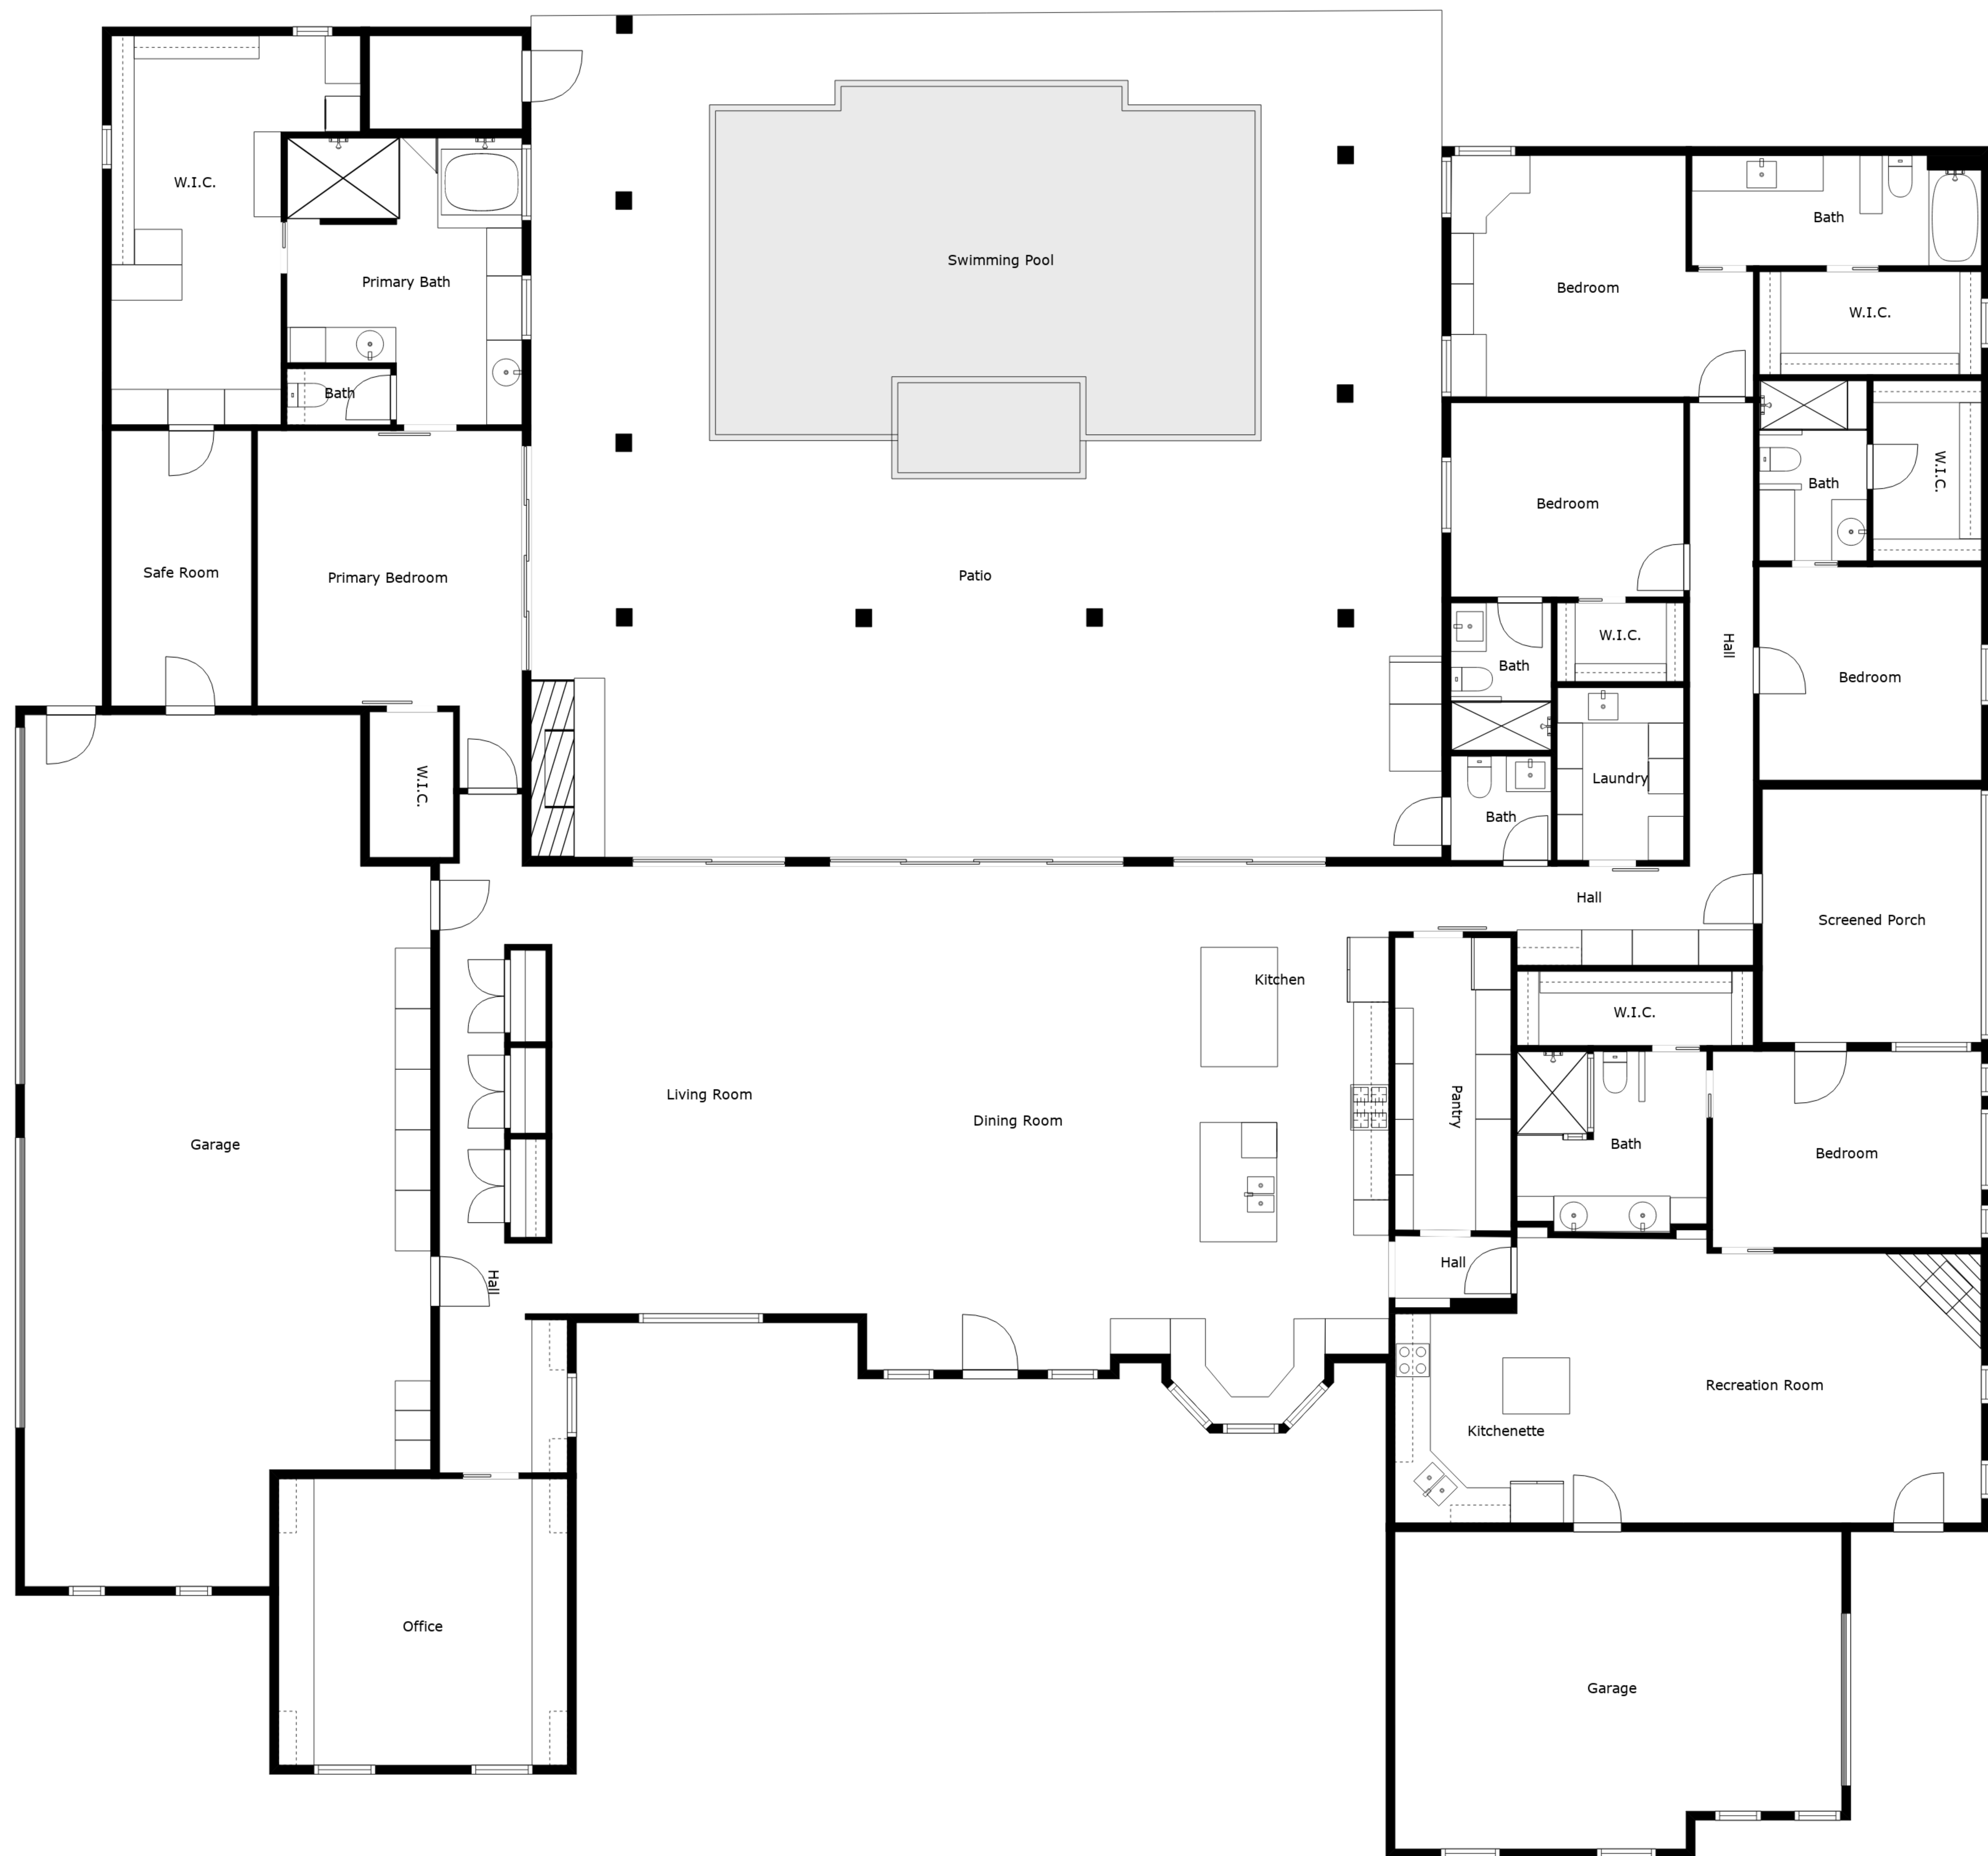 W.I.C.
Bath
Swimming Pool
Primary Bath
Bedroom
W.I.C.
Bath
W.I.C.
Bath
Bedroom
Safe Room
Primary Bedroom
Patio
W.I.C.
Hall
Bath
Bedroom
W.I.C.
Laundry
Bath
Hall
Screened Porch
Kitchen
W.I.C.
Living Room
Pantry
Dining Room
Garage
Bath
Bedroom
Hall
Hall
Recreation Room
Kitchenette
Office
Garage